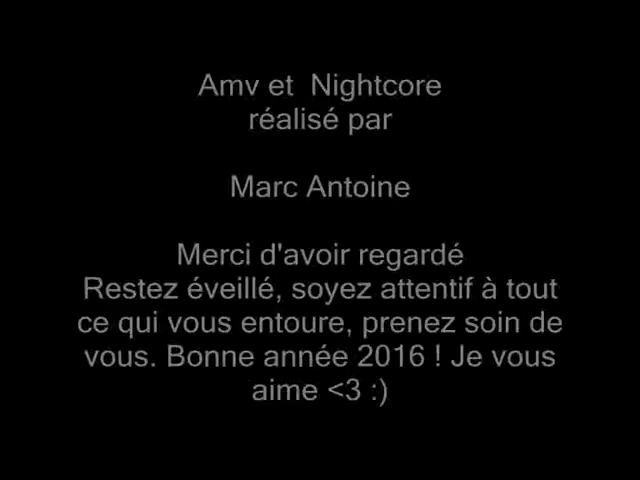 Amv et  Nightcore
réalisé par
Marc Antoine
Merci d'avoir regardé
Restez éveillé, soyez attentif à tout
ce qui vous entoure, prenez soin de
vous. Bonne année 2016 ! Je vous
aime <3 :)